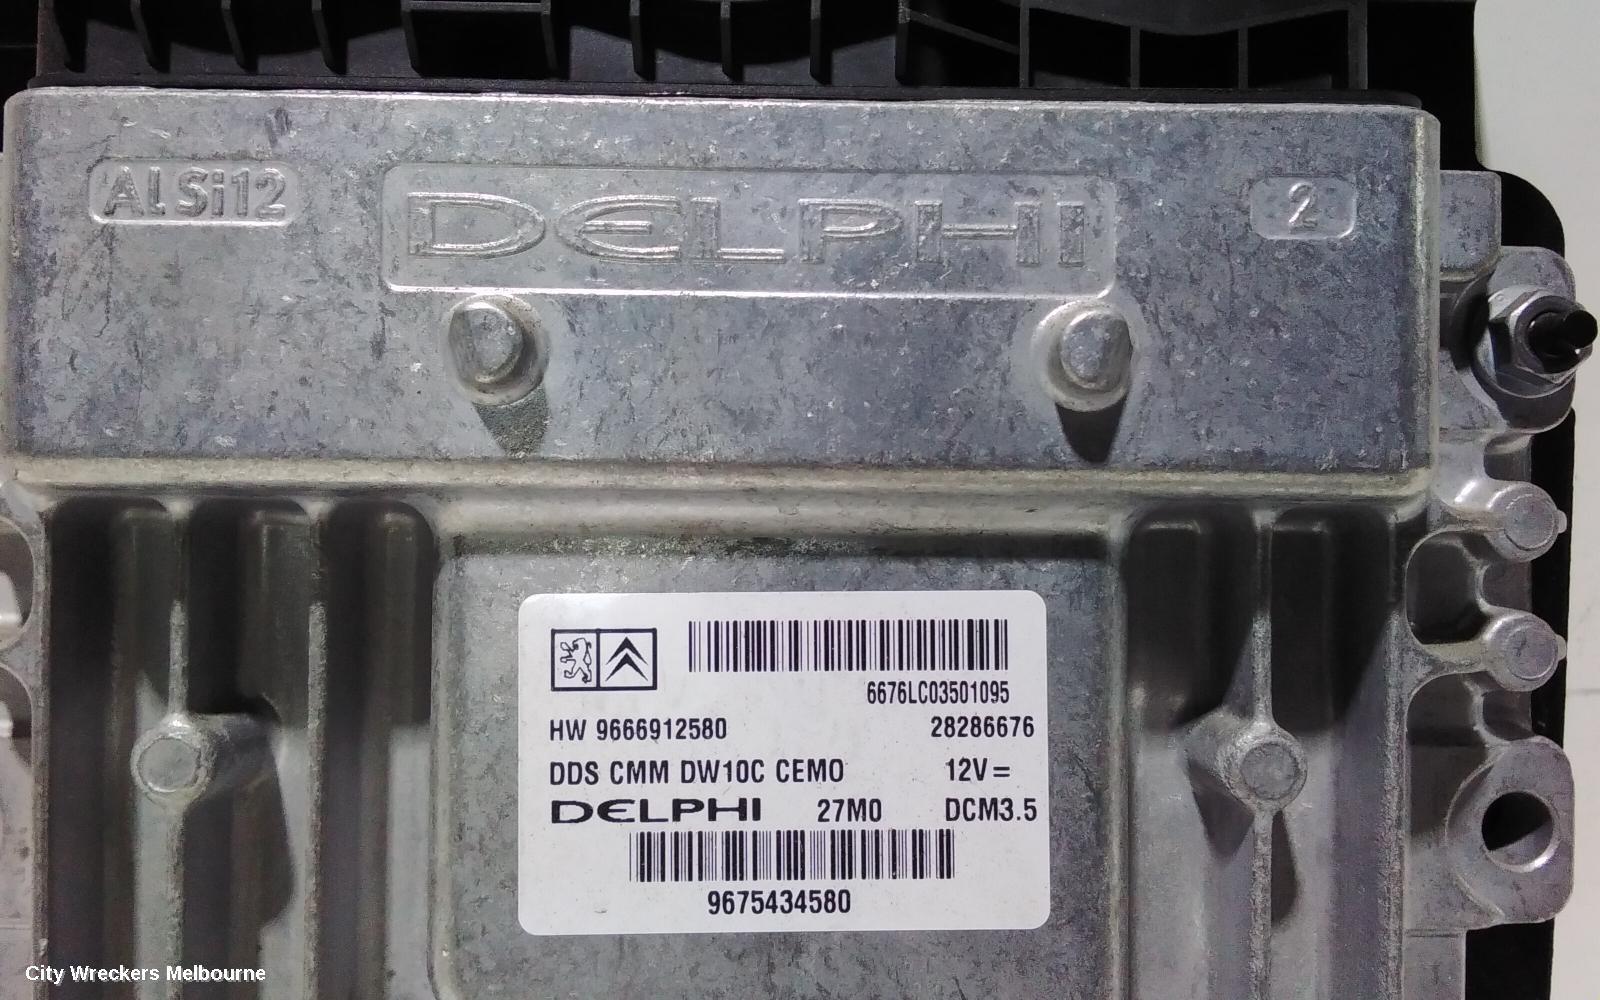 AlSi12
DELPHI
2
6676LC03501095
HW 9666912580 28286676
DDS CMM DW10C CEMO 12V=
DELPHI 27M0 DCM3.5
9675434580
City Wreckers Melbourne